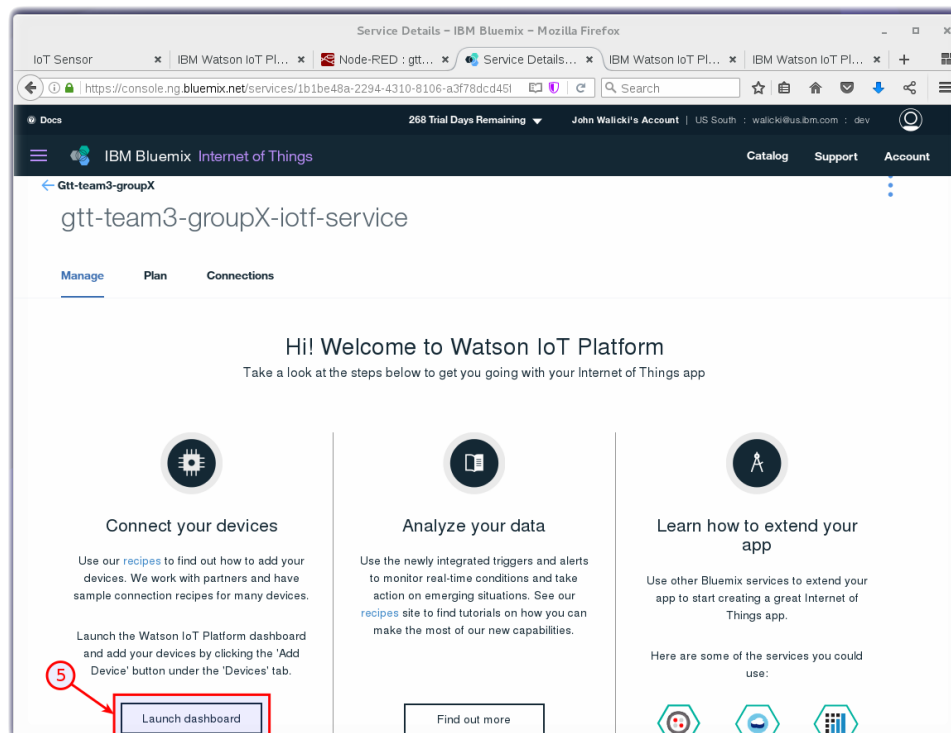 Service Details – IBM Bluemix – Mozilla Firefox
IoT Sensor
IBM Watson IoT Pl...
Node-RED : gtt...
Service Details...
IBM Watson IoT Pl...
IBM Watson IoT Pl...
https://console.ng.bluemix.net/services/1b1be48a-2294-4310-8106-a3f78dcd45f
Search
Docs
268 Trial Days Remaining
John Walicki's Account | US South : walicki@us.ibm.com : dev
IBM Bluemix Internet of Things
Catalog
Support
Account
Gtt-team3-groupX
gtt-team3-groupX-iotf-service
Manage
Plan
Connections
Hi! Welcome to Watson IoT Platform
Take a look at the steps below to get you going with your Internet of Things app
Connect your devices
Use our recipes to find out how to add your
devices. We work with partners and have
sample connection recipes for many devices.
Launch the Watson IoT Platform dashboard
and add your devices by clicking the 'Add
Device' button under the 'Devices' tab.
5
Launch dashboard
Analyze your data
Use the newly integrated triggers and alerts
to monitor real-time conditions and take
action on emerging situations. See our
recipes site to find tutorials on how you can
make the most of our new capabilities.
Find out more
Learn how to extend your
app
Use other Bluemix services to extend your
app to start creating a great Internet of
Things app.
Here are some of the services you could
use: